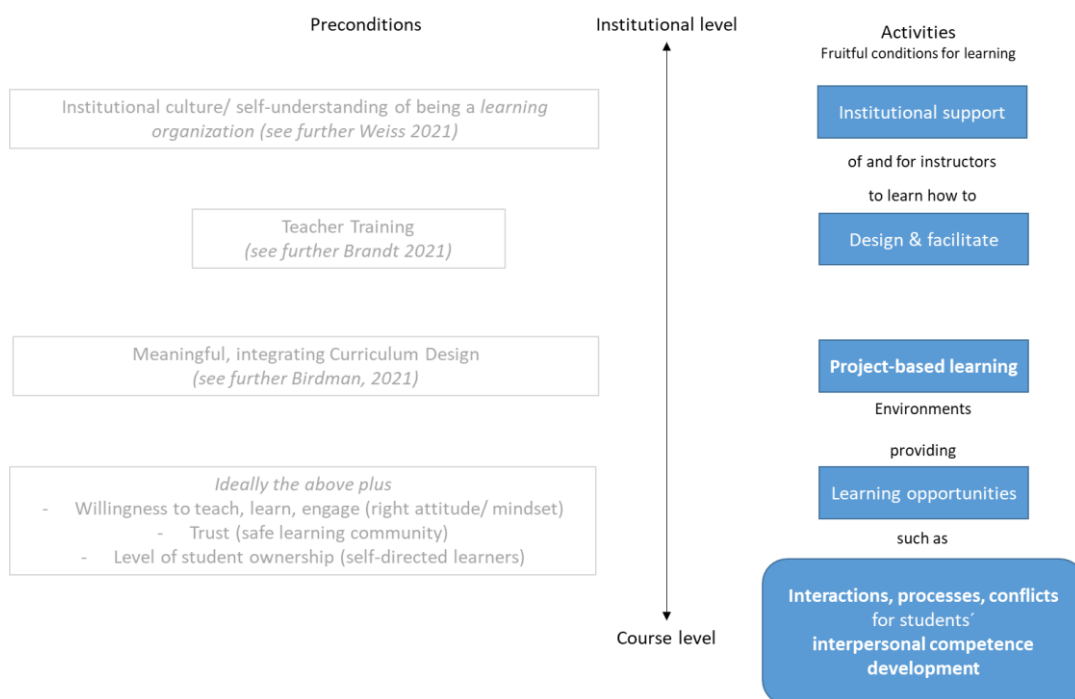 Preconditions
Institutional level
Activities
Fruitful conditions for learning
Institutional culture/ self-understanding of being a learning
organization (see further Weiss 2021)
Institutional support
of and for instructors
to learn how to
Teacher Training
(see further Brandt 2021)
Design & facilitate
Meaningful, integrating Curriculum Design
(see further Birdman, 2021)
Project-based learning
Environments
providing
Ideally the above plus
- Willingness to teach, learn, engage (right attitude/ mindset)
- Trust (safe learning community)
- Level of student ownership (self-directed learners)
Learning opportunities
such as
Interactions, processes, conflicts
for students´
interpersonal competence
development
Course level